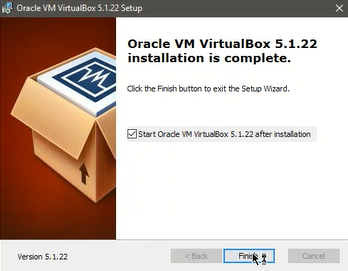 Oracle VM VirtualBox 5.1.22 Setup
Oracle VM VirtualBox 5.1.22
installation is complete.
Click the Finish button to exit the Setup Wizard.
Start Oracle VM VirtualBox 5.1.22 after installation
Version 5.1.22
< Back
Finish
Cancel